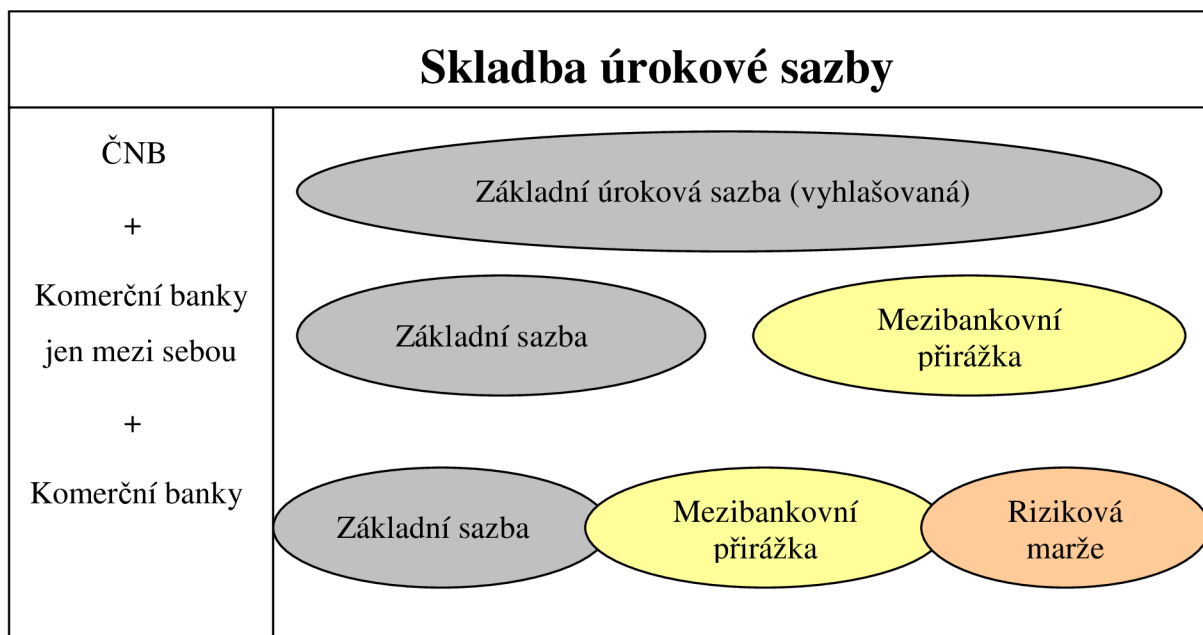 Skladba úrokové sazby
ČNB
+
Komerční banky
jen mezi sebou
+
Komerční banky
Základní úroková sazba (vyhlašovaná)
Základní sazba
Mezibankovní
přirážka
Základní sazba
Mezibankovní
přirážka
Riziková
marže